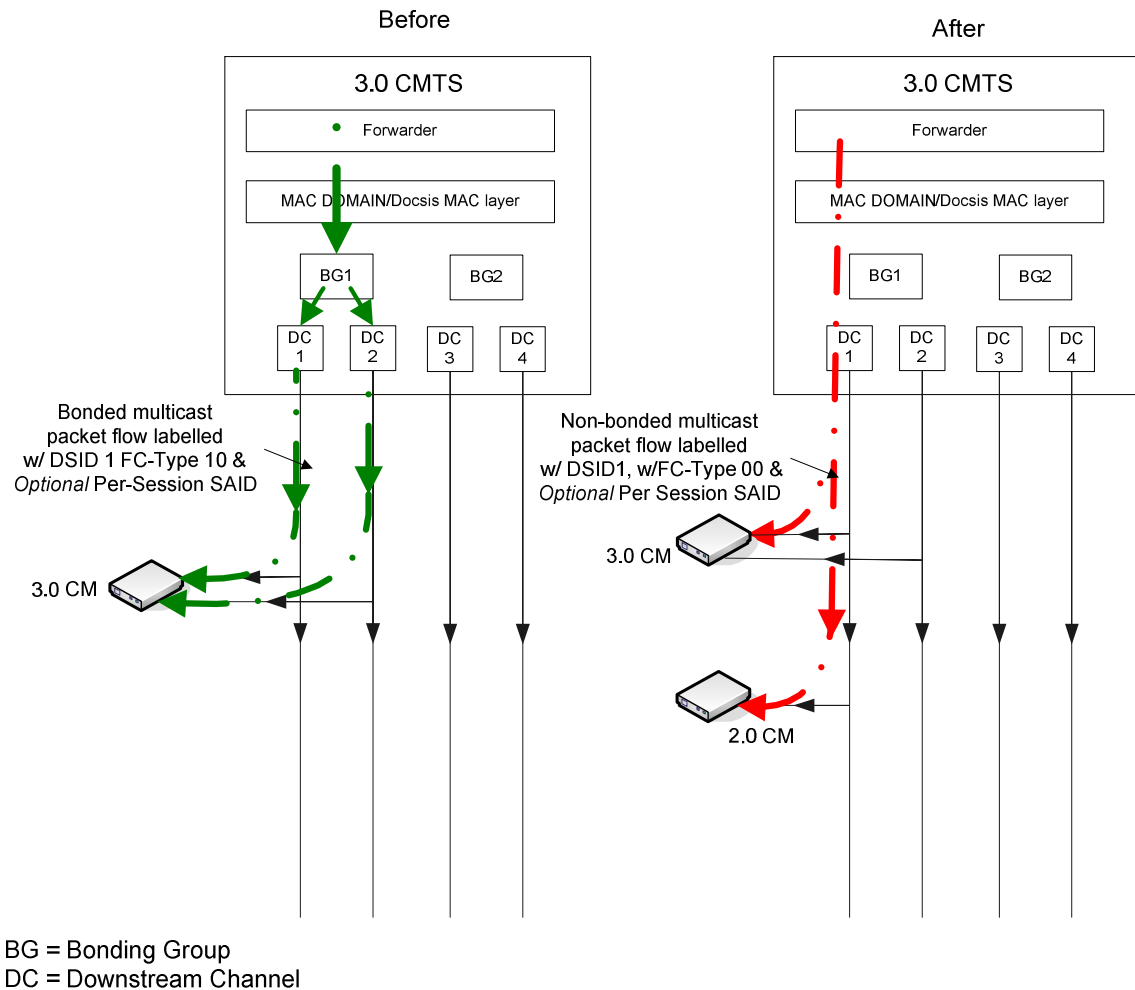 Before
3.0 CMTS
Forwarder
MAC DOMAIN/Docsis MAC layer
BG1
BG2
DC
1
DC
2
DC
3
DC
4
Bonded multicast
packet flow labelled
w/ DSID 1 FC-Type 10 &
Optional Per-Session SAID
3.0 CM
After
3.0 CMTS
Forwarder
MAC DOMAIN/Docsis MAC layer
BG1
BG2
DC
1
DC
2
DC
3
DC
4
Non-bonded multicast
packet flow labelled
w/ DSID1, w/FC-Type 00 &
Optional Per Session SAID
3.0 CM
2.0 CM
BG = Bonding Group
DC = Downstream Channel